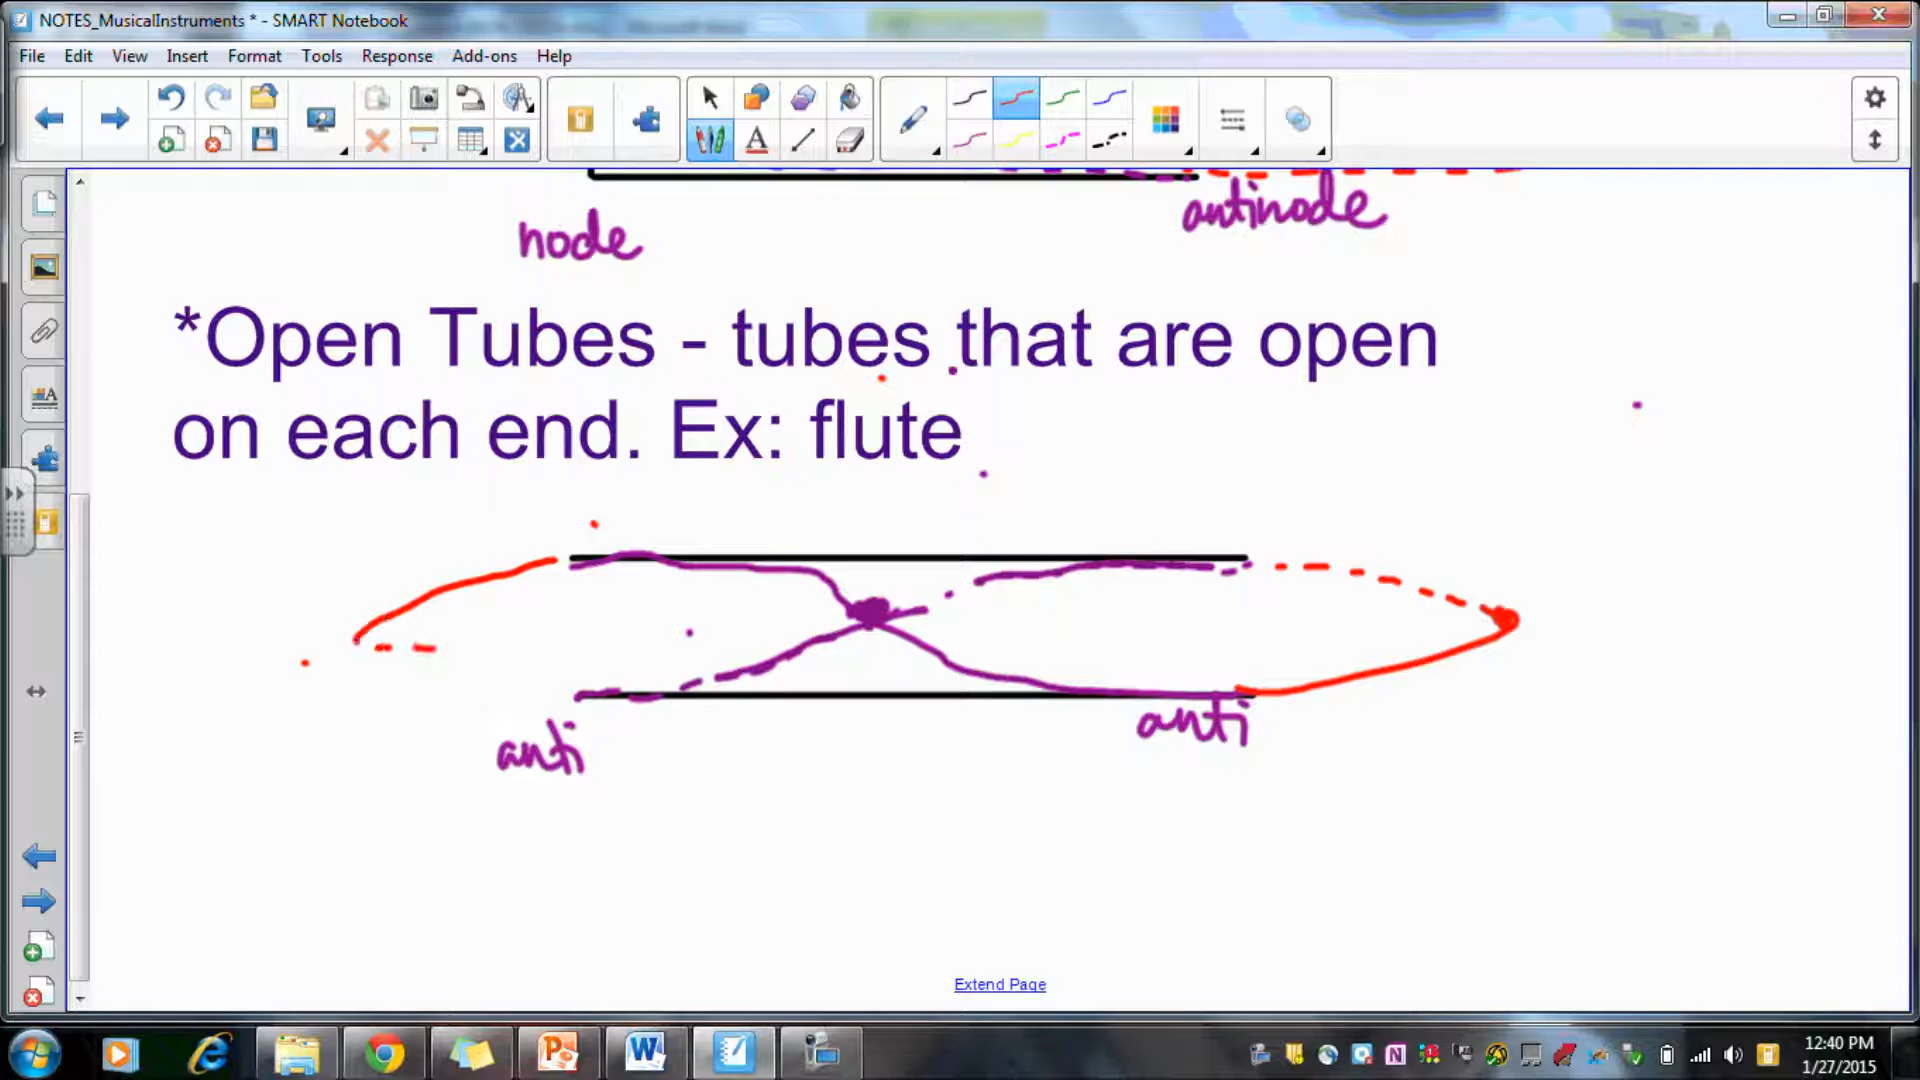 NOTES_MusicalInstruments * - SMART Notebook
File Edit View Insert Format Tools Response Add-ons Help
node
antinode
*Open Tubes - tubes that are open
on each end. Ex: flute
anti
anti
Extend Page
12:40 PM
1/27/2015